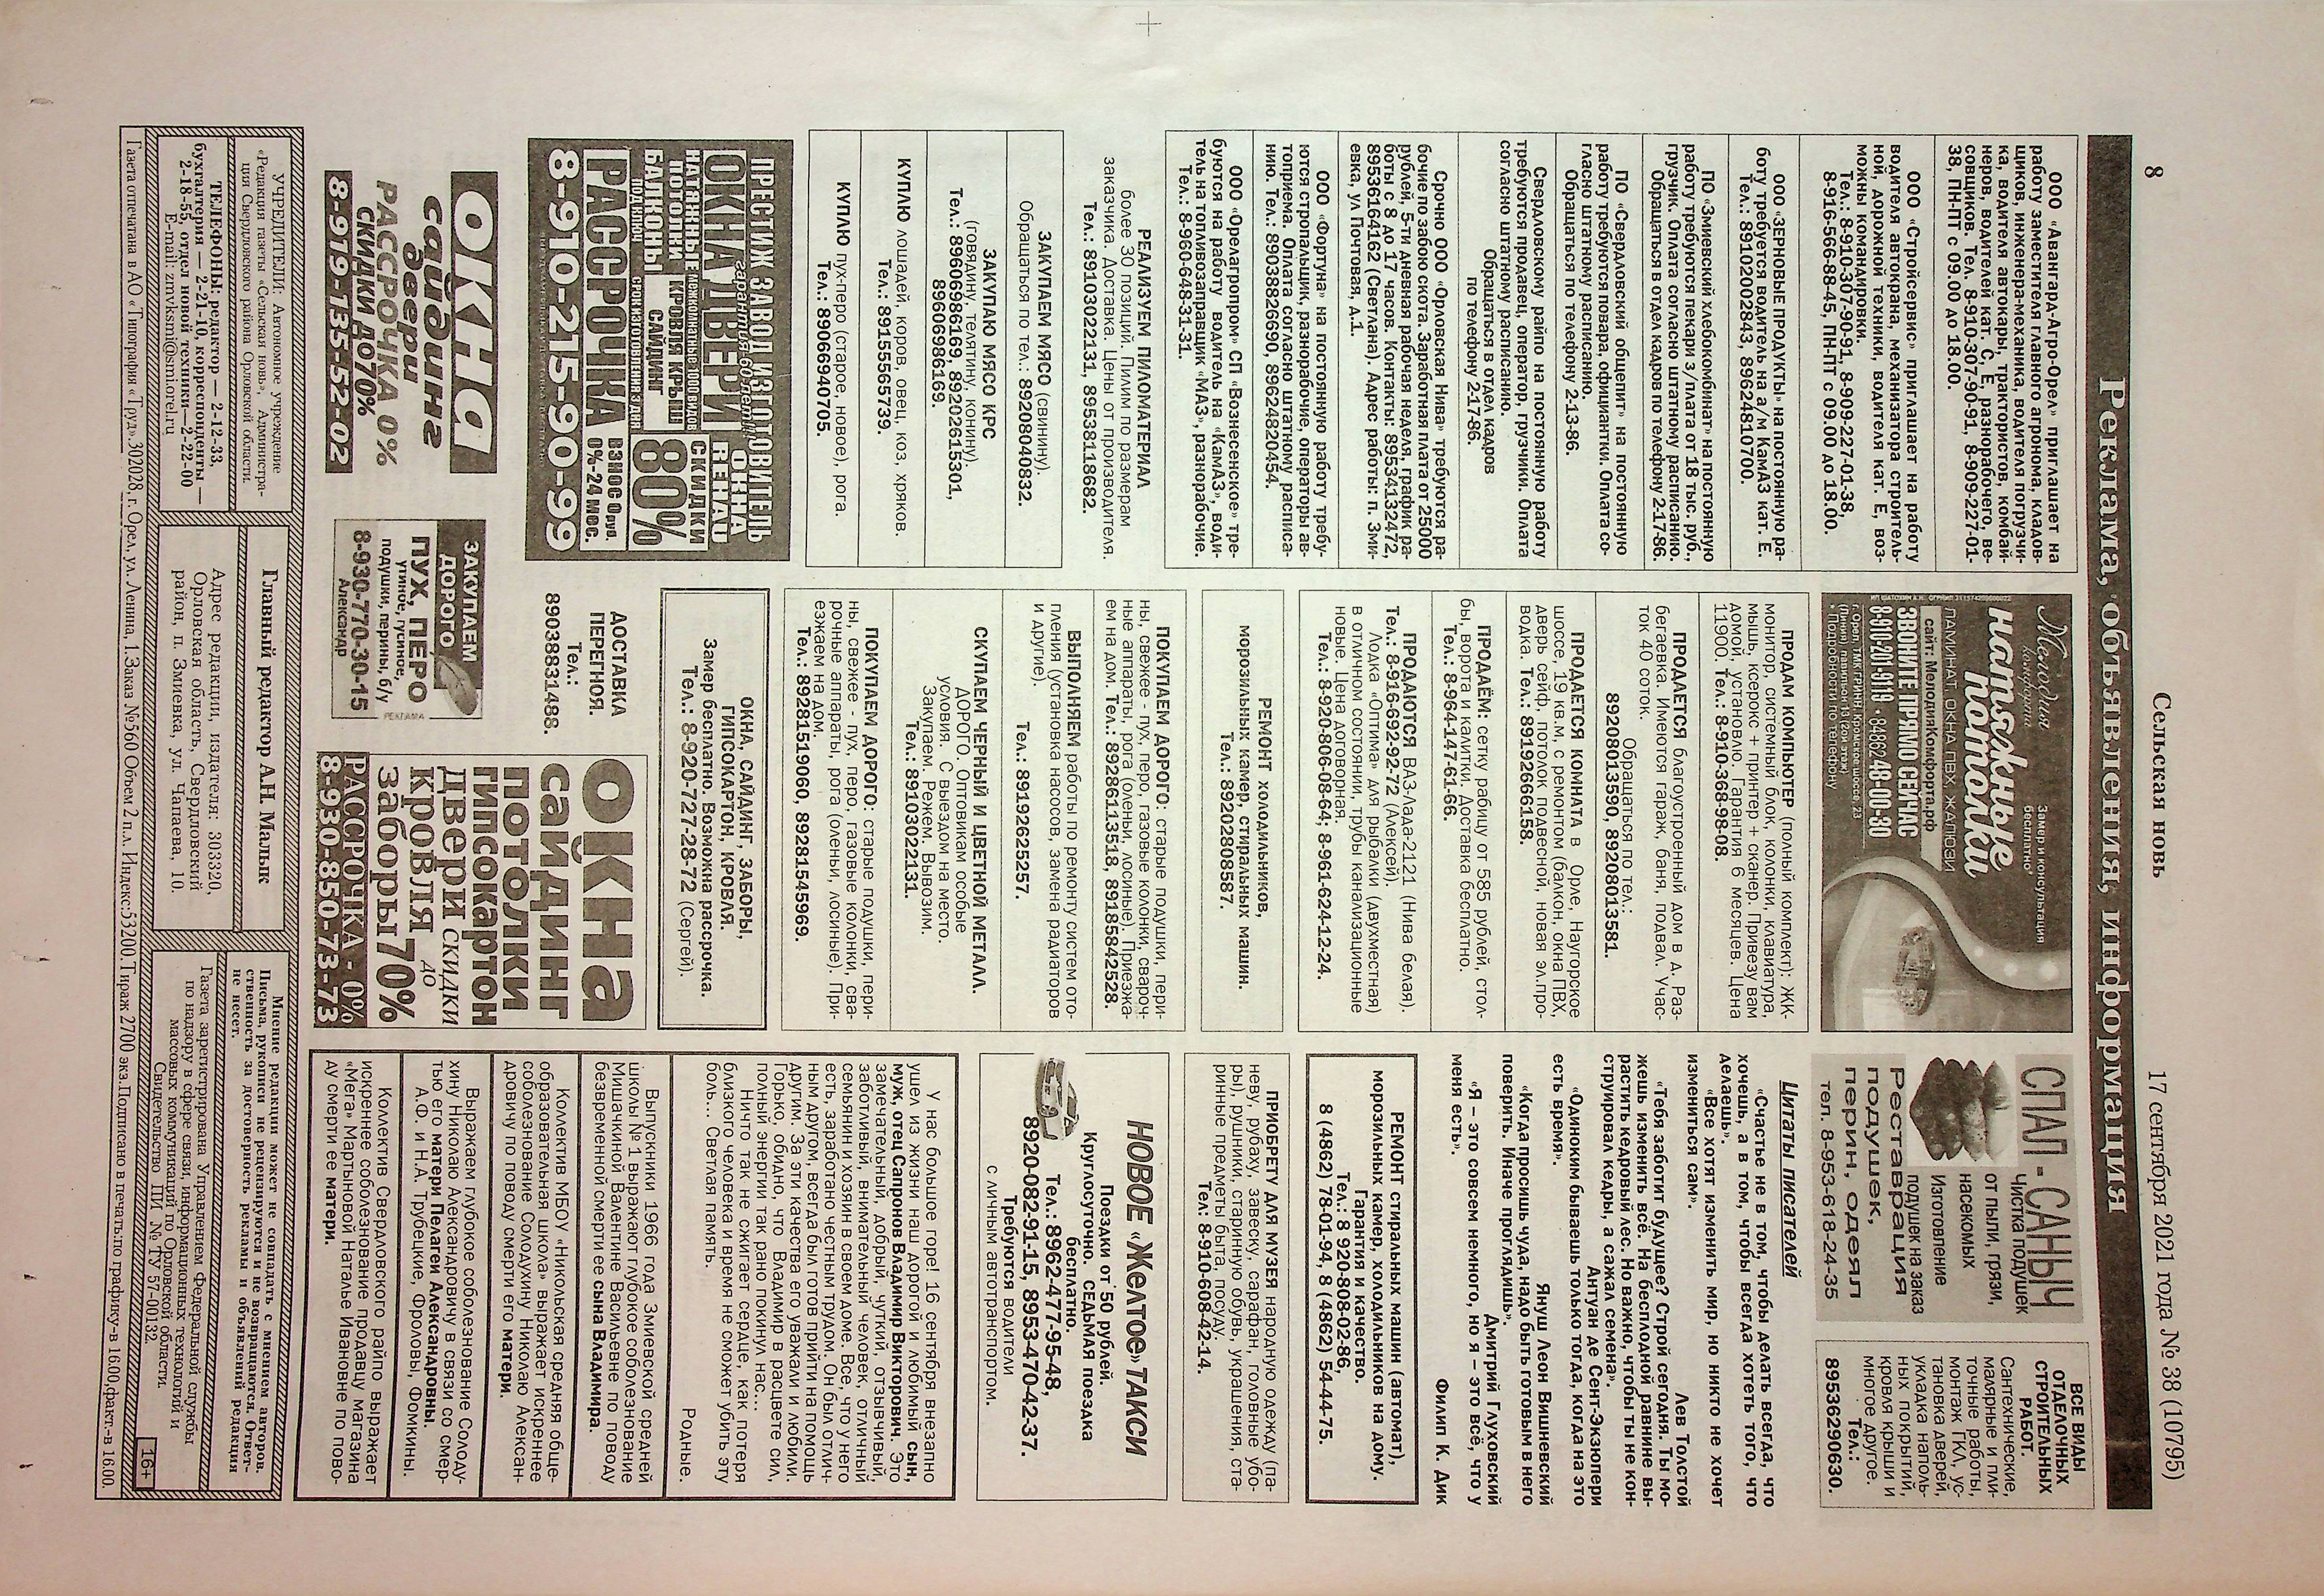 8
Сельская новь
17 сентября 2021 года № 38 (10795)
Реклама, объявления, информация
ООО «Авангард-Агро-Орел» приглашает на
работу заместителя главного агронома, кладов-
щиков, инженера-механика, водителя погрузчи-
ка, водителя автокары, трактористов, комбай-
неров, водителей кат. С, Е, разнорабочего, ве-
совщиков. Тел. 8-910-307-90-91, 8-909-227-01-
38, ПН-ПТ с 09.00 до 18.00.
ООО «Стройсервис» приглашает на работу
водителя автокрана, механизатора строитель-
ной, дорожной техники, водителя кат. Е, воз-
можны командировки.
Тел.: 8-910-307-90-91, 8-909-227-01-38,
8-916-566-88-45, ПН-ПТ с 09.00 до 18.00.
ООО «ЗЕРНОВЫЕ ПРОДУКТЫ» на постоянную ра-
боту требуется водитель на а/м КамАЗ кат. Е.
Тел.: 89102002843, 89624810700.
ПО «Змиевский хлебокомбинат» на постоянную
работу требуются пекари з/плата от 18 тыс. руб.,
грузчик. Оплата согласно штатному расписанию.
Обращаться в отдел кадров по телефону 2-17-86.
ПО «Свердловский общепит» на постоянную
работу требуются повара, официантки. Оплата со-
гласно штатному расписанию.
Обращаться по телефону 2-13-86.
Свердловскому райпо на постоянную работу
требуются продавец, оператор, грузчики. Оплата
согласно штатному расписанию.
Обращаться в отдел кадров
по телефону 2-17-86.
Срочно ООО «Орловская Нива» требуются ра-
бочие по забою скота. Заработная плата от 25000
рублей, 5-ти дневная рабочая неделя, график ра-
боты с 8 до 17 часов. Контакты: 89534132472,
89536164162 (Светлана). Адрес работы: п. Зми-
евка, ул Почтовая, д.1.
ООО «Фортуна» на постоянную работу требу-
ются стропальщик, разнорабочие, операторы ав-
топриема. Оплата согласно штатному расписа-
нию. Тел.: 89038826690, 89624820454.
ООО «Орелагропром» СП «Вознесенское» тре-
буются на работу водитель на «КамАЗ», води-
тель на топливозаправщик «МАЗ», разнорабочие.
Тел.: 8-960-648-31-31.
РЕАЛИЗУЕМ ПИЛОМАТЕРИАЛ
более 30 позиций. Пилим по размерам
заказчика. Доставка. Цены от производителя.
Тел.: 89103022131, 89538118682.
ЗАКУПАЕМ МЯСО (свинину).
Обращаться по тел.: 89208040832.
ЗАКУПАЮ МЯСО КРС
(говядину, телятину, конину).
Тел.: 89606986169, 89202615301,
89606986169.
КУПЛЮ лошадей, коров, овец, коз, хряков.
Тел.: 89155565739.
КУПЛЮ пух-перо (старое, новое), рога.
Тел.: 89066940705.
ПРЕСТИЖ ЗАВОД ИЗГОТОВИТЕЛЬ
гарантия 60 лет!!!
ОКНА ДВЕРИ
ОКНА
REHAU
НАТЯЖНЫЕ
ПОТОЛКИ
МЕЖКОМНАТНЫЕ 1000 ВИДОВ
КРОВЛЯ КРЫШ
БАЛКОНЫ
ПОД КЛЮЧ
САЙДИНГ
СРОК ИЗГОТОВЛЕНИЯ 3 ДНЯ
СКИДКИ
80%
РАССРОЧКА
ВЗНОС 0 руб.
0%-24 мес.
8-910-215-90-99
окна
сайдинг
двери
РАССРОЧКА 0%
СКИДКИ ДО70%
8-919-135-52-02
Мелодия
комфорта
Замер и консультация
бесплатно*
натяжные
потолки
ЛАМИНАТ, ОКНА ПВХ, ЖАЛЮЗИ
сайт: МелодияКомфорта.рф
ЗВОНИТЕ ПРЯМО СЕЙЧАС
8-910-201-9119 8(4862) 48-00-80
г. Орел, ТМК ГРИНН, Кромское шоссе, 23
* Подробности по телефону
ПРОДАМ КОМПЬЮТЕР (полный комплект): ЖК-
монитор, системный блок, колонки, клавиатура,
мышь, ксерокс + принтер + сканер. Привезу вам
домой, установлю. Гарантия 6 месяцев. Цена
11900. Тел.: 8-910-368-98-08.
ПРОДАЕТСЯ благоустроенный дом в д. Раз-
бегаевка. Имеются гараж, баня, подвал. Учас-
ток 40 соток.
Обращаться по тел.:
89208013590, 89208013581.
ПРОДАЕТСЯ КОМНАТА в Орле, Наугорское
шоссе, 19 кв.м, с ремонтом (балкон, окна ПВХ,
дверь сейф, потолок подвесной, новая эл.про-
водка. Тел.: 89192666158.
ПРОДАЁМ: сетку рабицу от 585 рублей, стол-
бы, ворота и калитки. Доставка бесплатно.
Тел.: 8-964-147-61-66.
ПРОДАЮТСЯ ВАЗ-Лада-2121 (Нива белая).
Тел.: 8-916-692-92-72 (Алексей).
Лодка «Оптима» для рыбалки (двухместная)
в отличном состоянии, трубы канализационные
новые. Цена договорная.
Тел.: 8-920-806-08-64; 8-961-624-12-24.
РЕМОНТ холодильников,
морозильных камер, стиральных машин.
Тел.: 89202808587.
ПОКУПАЕМ ДОРОГО: старые подушки, пери-
ны, свежее - пух, перо, газовые колонки, свароч-
ные аппараты, рога (оленьи, лосиные). Приезжа-
ем на дом. Тел.: 89286113518, 89185842528.
ВЫПОЛНЯЕМ работы по ремонту систем ото-
пления (установка насосов, замена радиаторов
и другие).
Тел.: 89192625257.
СКУПАЕМ ЧЕРНЫЙ И ЦВЕТНОЙ МЕТАЛЛ.
ДОРОГО. Оптовикам особые
условия. С выездом на место.
Закупаем. Режем. Вывозим.
Тел.: 89103022131.
ПОКУПАЕМ ДОРОГО: старые подушки, пери-
ны, свежее - пух, перо, газовые колонки, сва-
рочные аппараты, рога (оленьи, лосиные). При-
езжаем на дом.
Тел.: 89281519060, 89281545969.
ОКНА, САЙДИНГ, ЗАБОРЫ,
ГИПСОКАРТОН, КРОВЛЯ.
Замер бесплатно. Возможна рассрочка.
Тел.: 8-920-727-28-72 (Сергей).
ДОСТАВКА
ПЕРЕГНОЯ.
Тел.:
89038831488.
ЗАКУПАЕМ
ДОРОГО
ПУХ, ПЕРО
утиное, гусиное,
подушки, перины, б/у
8-930-770-30-15
Александр
РЕКЛАМА
окна
сайдинг
потолки
гипсокартон
двери скидки
кровля до
заборы 70%
РАССРОЧКА - 0%
8-930-850-73-73
СПАЛ-САНЫЧ
Чистка подушек
от пыли, грязи,
насекомых
Изготовление
подушек на заказ
Реставрация
подушек,
перин, одеял
тел. 8-953-618-24-35
ВСЕ ВИДЫ
ОТДЕЛОЧНЫХ
СТРОИТЕЛЬНЫХ
РАБОТ.
Сантехнические,
малярные и пли-
точные работы,
монтаж ГКЛ, ус-
тановка дверей,
укладка наполь-
ных покрытий,
кровля крыши и
многое другое.
Тел.:
89536290630.
Цитаты писателей
«Счастье не в том, чтобы делать всегда, что
хочешь, а в том, чтобы всегда хотеть того, что
делаешь».
«Все хотят изменить мир, но никто не хочет
измениться сам».
Лев Толстой
«Тебя заботит будущее? Строй сегодня. Ты мо-
жешь изменить всё. На бесплодной равнине вы-
растить кедровый лес. Но важно, чтобы ты не кон-
струировал кедры, а сажал семена».
Антуан де Сент-Экзюпери
«Одиноким бываешь только тогда, когда на это
есть время».
Януш Леон Вишневский
«Когда просишь чуда, надо быть готовым в него
поверить. Иначе проглядишь».
Дмитрий Глуховский
«Я – это совсем немного, но я – это всё, что у
меня есть».
Филип К. Дик
РЕМОНТ стиральных машин (автомат),
морозильных камер, холодильников на дому.
Гарантия и качество.
Тел.: 8 920-808-02-86,
8 (4862) 78-01-94, 8 (4862) 54-44-75.
ПРИОБРЕТУ ДЛЯ МУЗЕЯ народную одежду (па-
неву, рубаху, завеску, сарафан, головные убо-
ры), рушники, старинную обувь, украшения, ста-
ринные предметы быта, посуду.
Тел: 8-910-608-42-14.
НОВОЕ «ЖЕЛТОЕ» ТАКСИ
Поездки от 50 рублей.
Круглосуточно. Седьмая поездка
бесплатно.
Тел.: 8962-477-95-48,
8920-082-91-15, 8953-470-42-37.
Требуются водители
с личным автотранспортом.
У нас большое горе! 16 сентября внезапно
ушел из жизни наш дорогой и любимый сын,
муж, отец Сапронов Владимир Викторович. Это
замечательный, добрый, чуткий, отзывчивый,
заботливый, внимательный человек, отличный
семьянин и хозяин в своем доме. Все, что у него
есть, заработано честным трудом, Он был отлич-
ным другом, всегда был готов прийти на помощь
другим. За эти качества его уважали и любили.
Горько, обидно, что Владимир в расцвете сил,
полный энергии так рано покинул нас...
Ничто так не сжигает сердце, как потеря
близкого человека и время не сможет убить эту
боль... Светлая память.
Родные.
Выпускники 1966 года Змиевской средней
школы № 1 выражают глубокое соболезнование
Мишачкиной Валентине Васильевне по поводу
безвременной смерти ее сына Владимира.
Коллектив МБОУ «Никольская средняя обще-
образовательная школа» выражает искреннее
соболезнование Солодухину Николаю Алексан-
дровичу по поводу смерти его матери.
Выражаем глубокое соболезнование Солоду-
хину Николаю Александровичу в связи со смер-
тью его матери Пелагеи Александровны.
А.Ф. и Н.А. Трубецкие, Фроловы, Фомкины.
Коллектив Свердловского райпо выражает
искреннее соболезнование продавцу магазина
«Мега» Мартыновой Наталье Ивановне по пово-
ду смерти ее матери.
УЧРЕДИТЕЛИ: Автономное учреждение
«Редакция газеты «Сельская новь», Администра-
ция Свердловского района Орловской области.
ТЕЛЕФОНЫ: редактор — 2-12-33,
бухгалтерия — 2-21-10, корреспонденты —
2-18-55, отдел новой техники—2-22-00
E-mail: zmvksmi@smi.orel.ru
Главный редактор А.Н. Малык
Адрес редакции, издателя: 303320,
Орловская область, Свердловский
район, п. Змиевка, ул. Чапаева, 10.
Мнение редакции может не совпадать с мнением авторов.
Письма, рукописи не рецензируются и не возвращаются. Ответ-
ственность за достоверность рекламы и объявлений редакция
не несет.
Газета зарегистрирована Управлением Федеральной службы
по надзору в сфере связи, информационных технологий и
массовых коммуникаций по Орловской области.
Свидетельство ПИ № ТУ 57-00132.
16+
Газета отпечатана в АО «Типография «Труд».302028, г. Орел, ул. Ленина, 1.Заказ №560 Объем 2 п.л. Индекс:53200.Тираж 2700 экз.Подписано в печать:по графику-в 16.00,факт.-в 16.00.